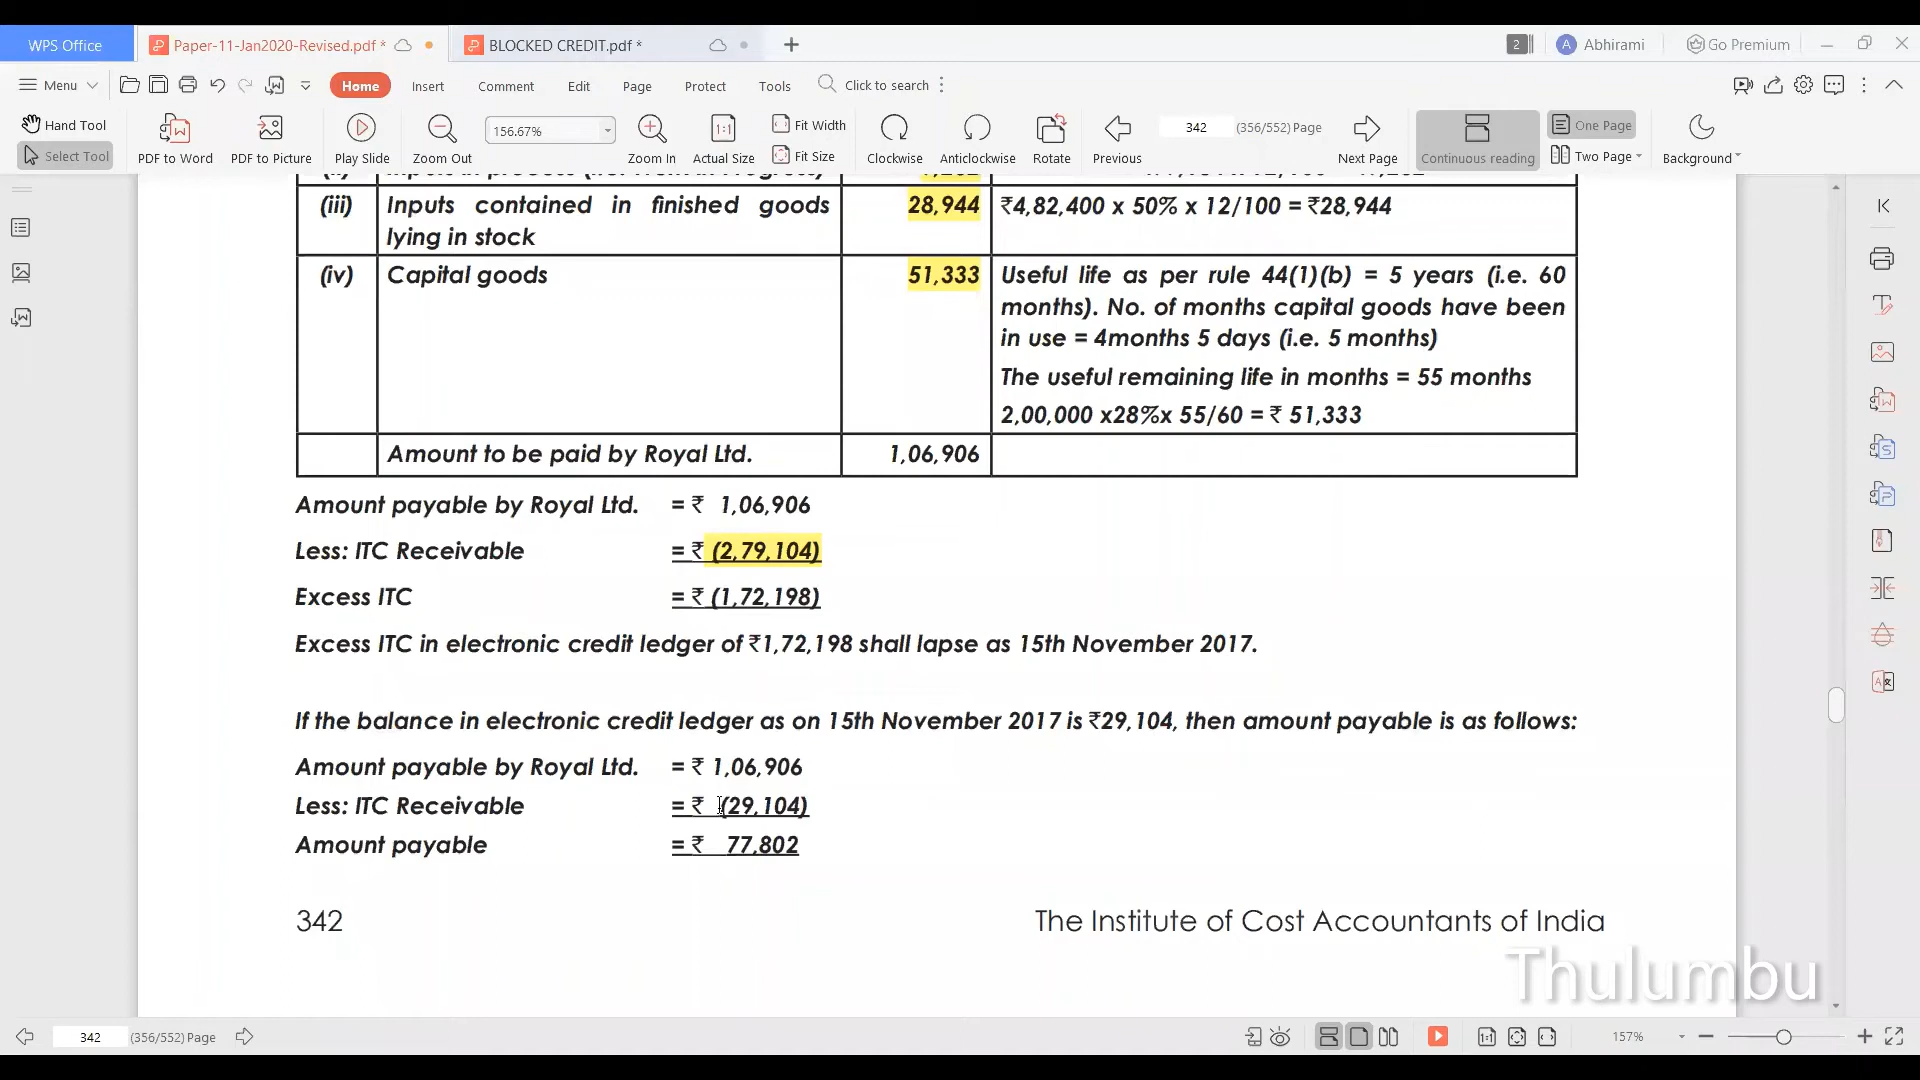 WPS Office
Paper-11-Jan2020-Revised.pdf *
BLOCKED CREDIT.pdf *
2
A
Abhirami
Go Premium
Menu
Home
Insert
Comment
Edit
Page
Protect
Tools
Click to search
Hand Tool
Select Tool
PDF to Word
PDF to Picture
Play Slide
Zoom Out
156.67%
Zoom In
Actual Size
Fit Width
Fit Size
Clockwise
Anticlockwise
Rotate
Previous
342
(356/552) Page
Next Page
Continuous reading
One Page
Two Page
Background
(iii) Inputs contained in finished goods 28,944 ₹4,82,400 x 50% x 12/100 = ₹28,944
lying in stock
(iv) Capital goods 51,333 Useful life as per rule 44(1)(b) = 5 years (i.e. 60
months). No. of months capital goods have been
in use = 4months 5 days (i.e. 5 months)
The useful remaining life in months = 55 months
2,00,000 x28%x 55/60 = ₹ 51,333
Amount to be paid by Royal Ltd. 1,06,906
Amount payable by Royal Ltd. = ₹ 1,06,906
Less: ITC Receivable = ₹ (2,79,104)
Excess ITC = ₹ (1,72,198)
Excess ITC in electronic credit ledger of ₹1,72,198 shall lapse as 15th November 2017.
If the balance in electronic credit ledger as on 15th November 2017 is ₹29,104, then amount payable is as follows:
Amount payable by Royal Ltd. = ₹ 1,06,906
Less: ITC Receivable = ₹ (29,104)
Amount payable = ₹ 77,802
342 The Institute of Cost Accountants of India
Thulumbu
342
(356/552) Page
157%